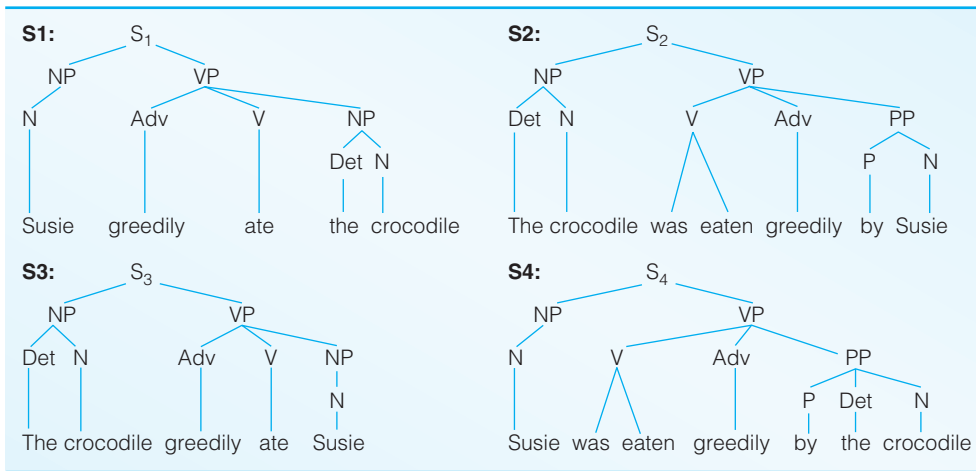 S1: S₁
NP VP
N Adv V NP
Det N
Susie greedily ate the crocodile
S2: S₂
NP VP
Det N V Adv PP
P N
The crocodile was eaten greedily by Susie
S3: S₃
NP VP
Det N Adv V NP
N
The crocodile greedily ate Susie
S4: S₄
NP VP
N V Adv PP
P Det N
Susie was eaten greedily by the crocodile